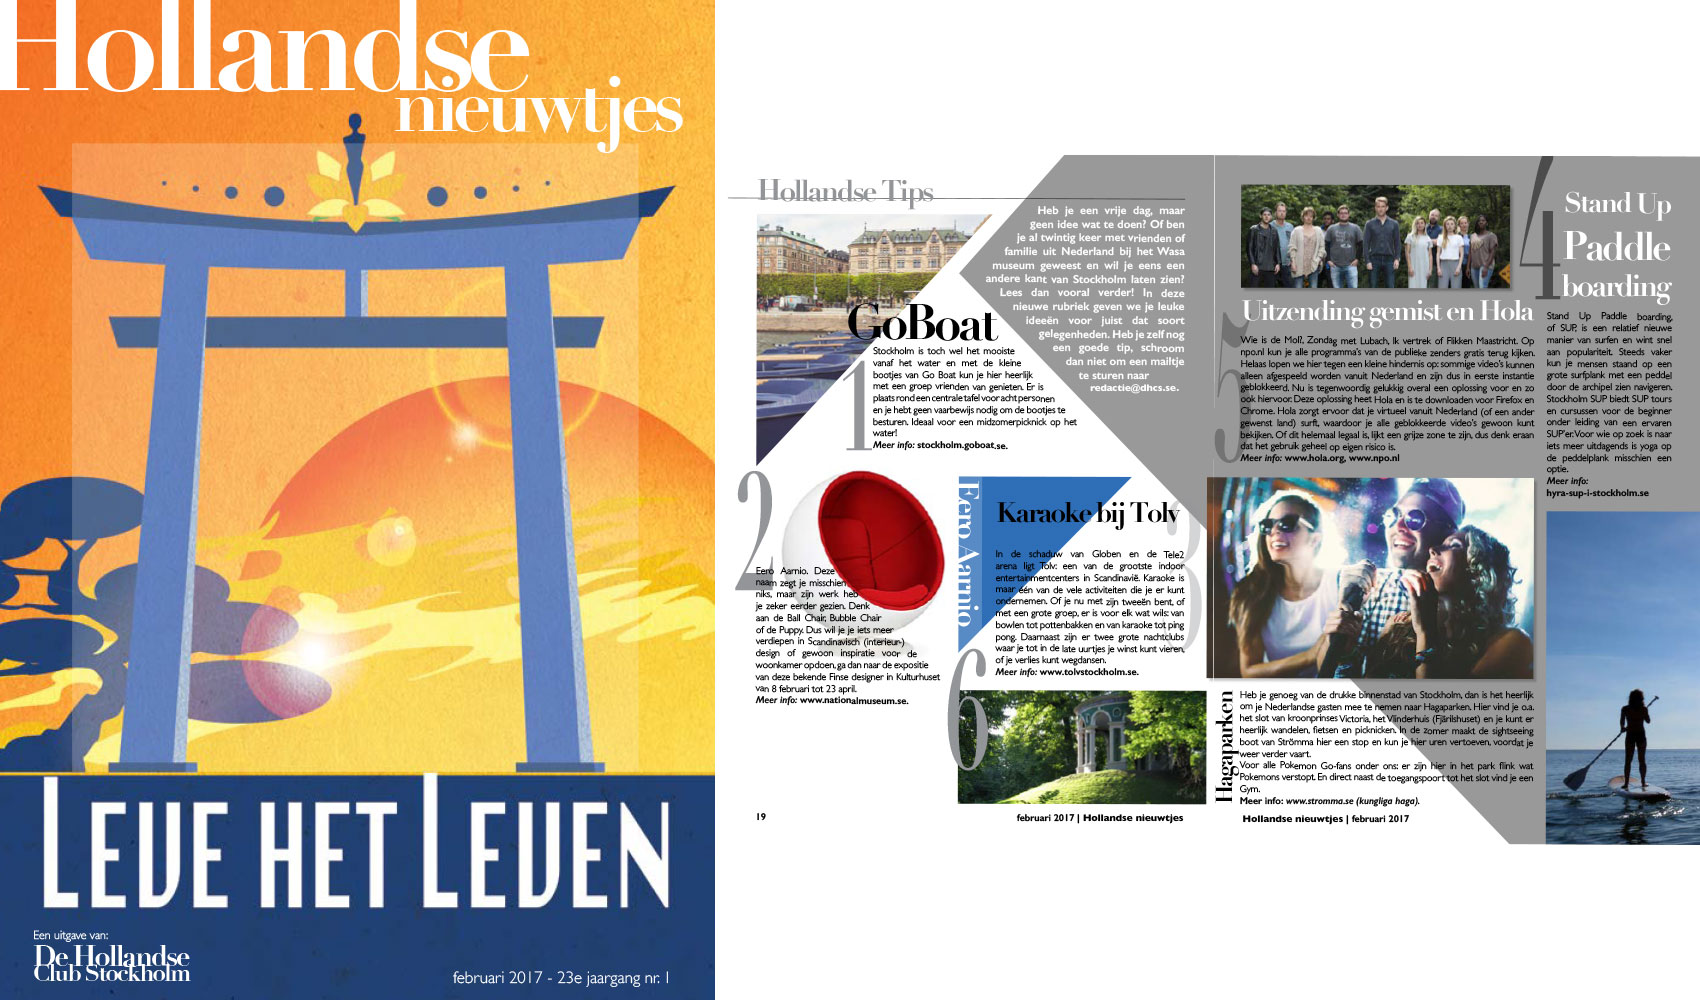 Hollandse
nieuwtjes
LEVE HET LEVEN
Een uitgave van:
De Hollandse
Club Stockholm
februari 2017 - 23e jaargang nr. 1
Hollandse Tips
Heb je een vrije dag, maar
geen idee wat te doen? Of ben
je al twintig keer met vrienden of
familie uit Nederland bij het Wasa
museum geweest en wil je eens een
andere kant van Stockholm laten zien?
Lees dan vooral verder! In deze
nieuwe rubriek geven we je leuke
ideeën voor juist dat soort
gelegenheden. Heb je zelf nog
een goede tip, schroom
dan niet om een mailtje
te sturen naar
redactie@dhcs.se.
GoBoat
1
Stockholm is toch wel het mooiste
vanaf het water en met de kleine
bootjes van Go Boat kun je hier heerlijk
met een groep vrienden van genieten. Er is
plaats rond een centrale tafel voor acht personen
en je hebt geen vaarbewijs nodig om de bootjes te
besturen. Ideaal voor een midzomerpicknick op het
water!
Meer info: stockholm.goboat.se.
2
Eero Aarnio
Eero Aarnio. Deze
naam zegt je misschien
niks, maar zijn werk heb
je zeker eerder gezien. Denk
aan de Ball Chair, Bubble Chair
of de Puppy. Dus wil je je iets meer
verdiepen in Scandinavisch (interieur-)
design of gewoon inspiratie voor de
woonkamer opdoen, ga dan naar de expositie
van deze bekende Finse designer in Kulturhuset
van 8 februari tot 23 april.
Meer info: www.nationalmuseum.se.
Karaoke bij Tolv
3
In de schaduw van Globen en de Tele2
arena ligt Tolv: een van de grootste indoor
entertainmentcenters in Scandinavië. Karaoke is
maar één van de vele activiteiten die je er kunt
ondernemen. Of je nu met zijn tweeën bent, of
met een grote groep, er is voor elk wat wils: van
bowlen tot pottenbakken en van karaoke tot ping
pong. Daarnaast zijn er twee grote nachtclubs
waar je tot in de late uurtjes je winst kunt vieren,
of je verlies kunt wegdansen.
Meer info: www.tolvstockholm.se.
6
19
februari 2017 | Hollandse nieuwtjes
4
Stand Up
Paddle
boarding
Stand Up Paddle boarding,
of SUP, is een relatief nieuwe
manier van surfen en wint snel
aan populariteit. Steeds vaker
kun je mensen staand op een
grote surfplank met een peddel
door de archipel zien navigeren.
Stockholm SUP biedt SUP tours
en cursussen voor de beginner
onder leiding van een ervaren
SUP'er. Voor wie op zoek is naar
iets meer uitdagends is yoga op
de peddelplank misschien een
optie.
Meer info:
hyra-sup-i-stockholm.se
5
Uitzending gemist en Hola
Wie is de Mol?, Zondag met Lubach, Ik vertrek of Flikken Maastricht. Op
npo.nl kun je alle programma's van de publieke zenders gratis terug kijken.
Helaas lopen we hier tegen een kleine hindernis op: sommige video's kunnen
alleen afgespeeld worden vanuit Nederland en zijn dus in eerste instantie
geblokkeerd. Nu is tegenwoordig gelukkig overal een oplossing voor en zo
ook hiervoor. Deze oplossing heet Hola en is te downloaden voor Firefox en
Chrome. Hola zorgt ervoor dat je virtueel vanuit Nederland (of een ander
gewenst land) surft, waardoor je alle geblokkeerde video's gewoon kunt
bekijken. Of dit helemaal legaal is, lijkt een grijze zone te zijn, dus denk eraan
dat het gebruik geheel op eigen risico is.
Meer info: www.hola.org, www.npo.nl
Hagaparken
Heb je genoeg van de drukke binnenstad van Stockholm, dan is het heerlijk
om je Nederlandse gasten mee te nemen naar Hagaparken. Hier vind je o.a.
het slot van kroonprinses Victoria, het Vlinderhuis (Fjärilshuset) en je kunt er
heerlijk wandelen, fietsen en picknicken. In de zomer maakt de sightseeing
boot van Strömma hier een stop en kun je hier uren vertoeven, voordat je
weer verder vaart.
Voor alle Pokemon Go-fans onder ons: er zijn hier in het park flink wat
Pokemons verstopt. En direct naast de toegangspoort tot het slot vind je een
Gym.
Meer info: www.stromma.se (kungliga haga).
Hollandse nieuwtjes | februari 2017